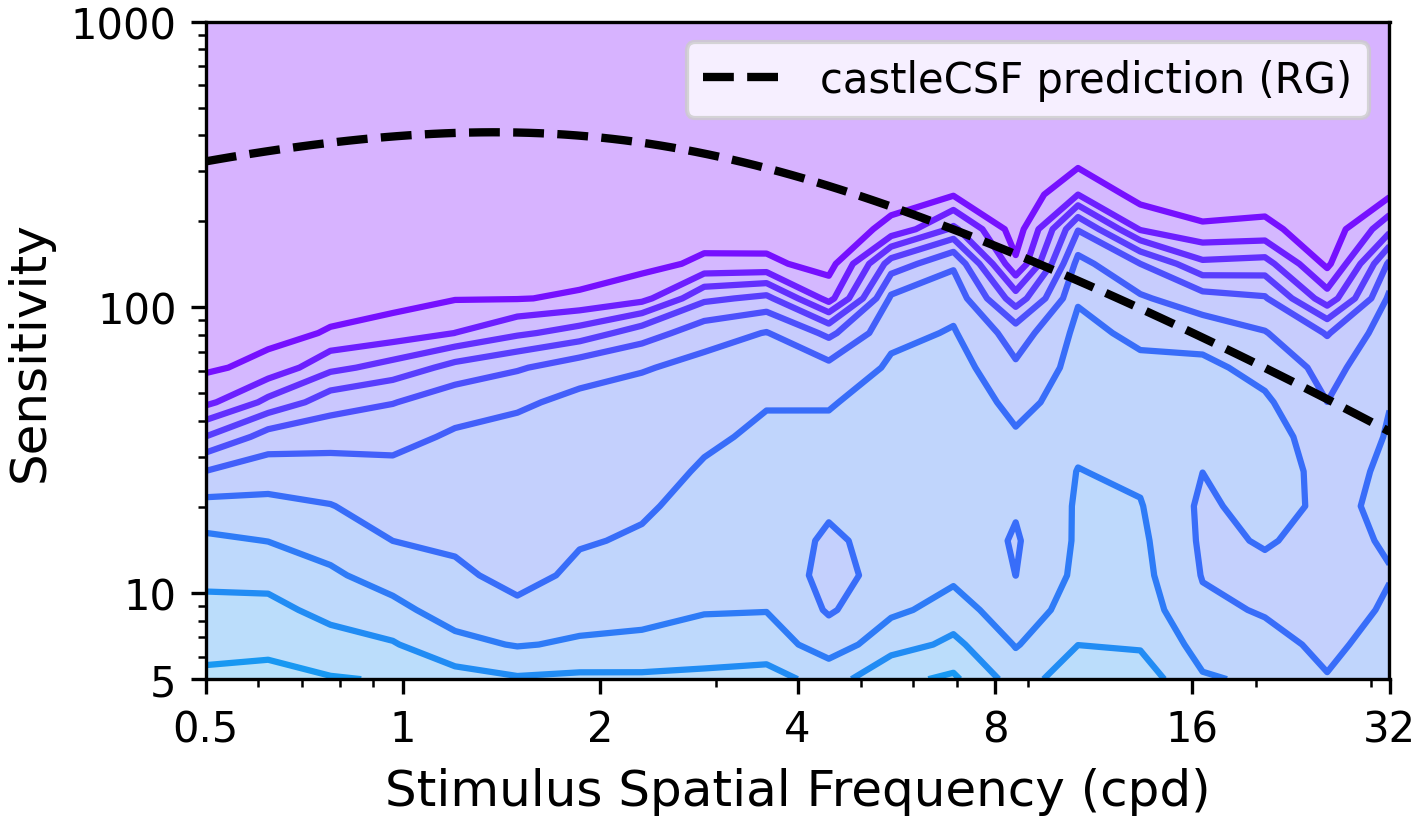 1000
100
10
5
Sensitivity
castleCSF prediction (RG)
0.5 1 2 4 8 16 32
Stimulus Spatial Frequency (cpd)